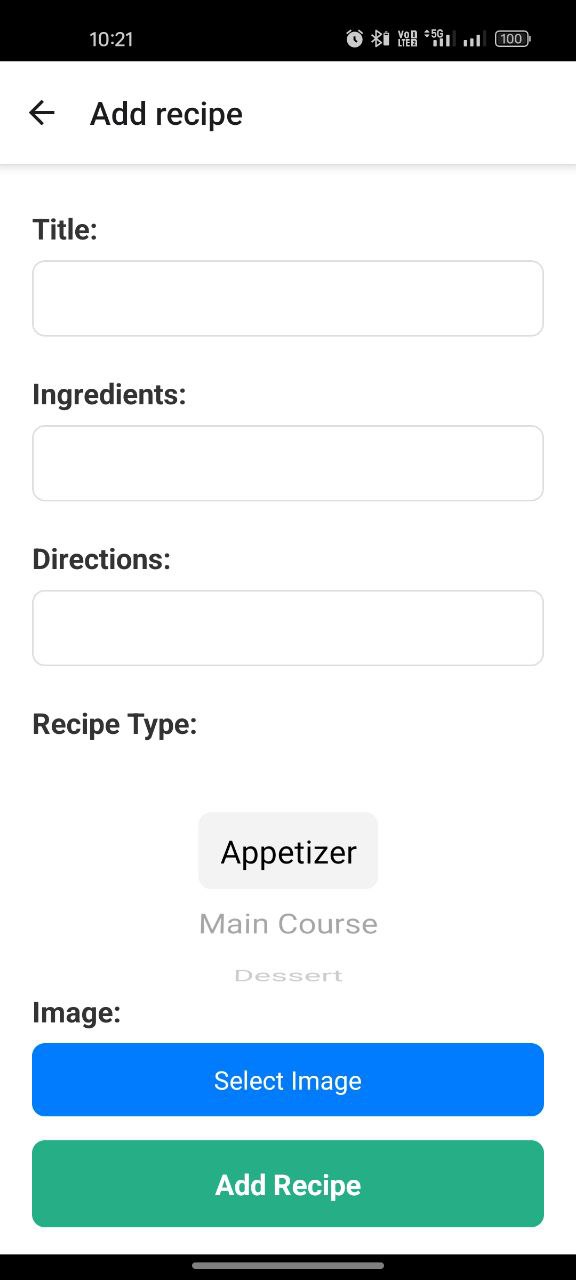 10:21
Vo) LTE2 5G 100
Add recipe
Title:
Ingredients:
Directions:
Recipe Type:
Appetizer
Main Course
Dessert
Image:
Select Image
Add Recipe